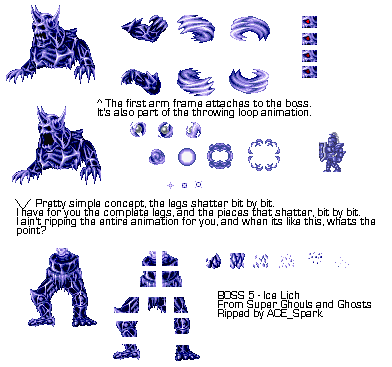 ^ The first arm frame attaches to the boss.
It's also part of the throwing loop animation.
Pretty simple concept, the legs shatter bit by bit.
I have for you the complete legs, and the pieces that shatter, bit by bit.
I ain't ripping the entire animation for you, and when its like this, whats the
point?
BOSS 5 - Ice Lich
From Super Ghouls and Ghosts
Ripped by ACE_Spark